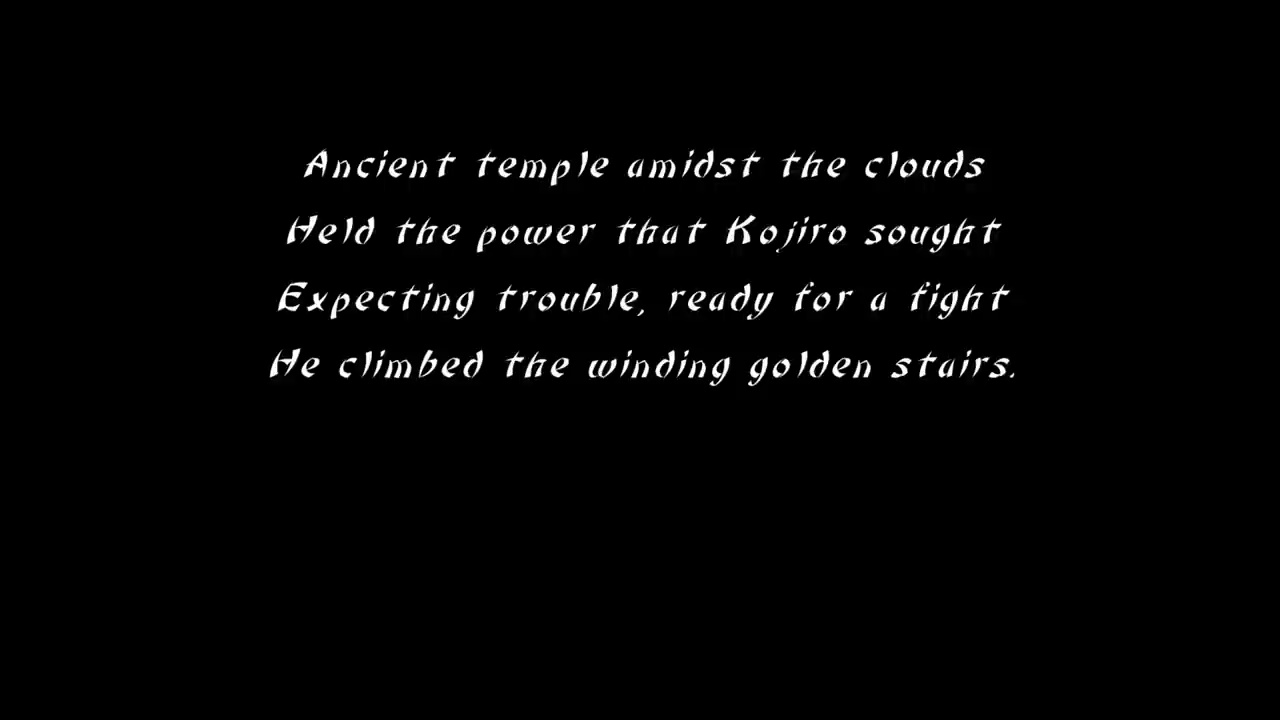 Ancient temple amidst the clouds
Held the power that Kojiro sought
Expecting trouble, ready for a fight
He climbed the winding golden stairs.